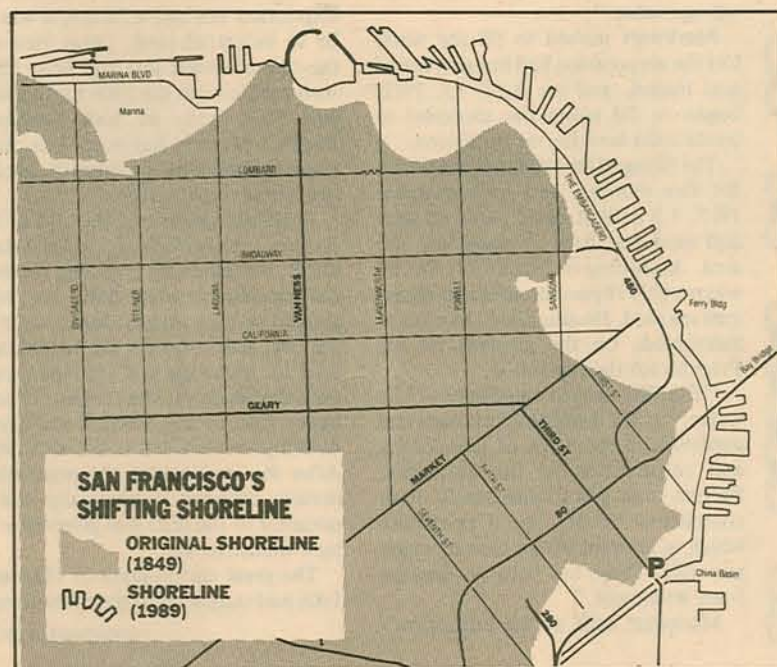 MARINA BLVD
Marina
LOMBARD
THE EMBARCADERO
BROADWAY
480
DIVISADERO
STEINER
LAGUNA
VAN NESS
LEAVENWORTH
POWELL
SANSOME
Ferry Bldg
CALIFORNIA
Bay Bridge
GEARY
FIRST ST.
THIRD ST
MARKET
FIFTH ST.
SEVENTH ST.
80
SAN FRANCISCO'S
SHIFTING SHORELINE
ORIGINAL SHORELINE
(1849)
SHORELINE
(1989)
P
China Basin
280